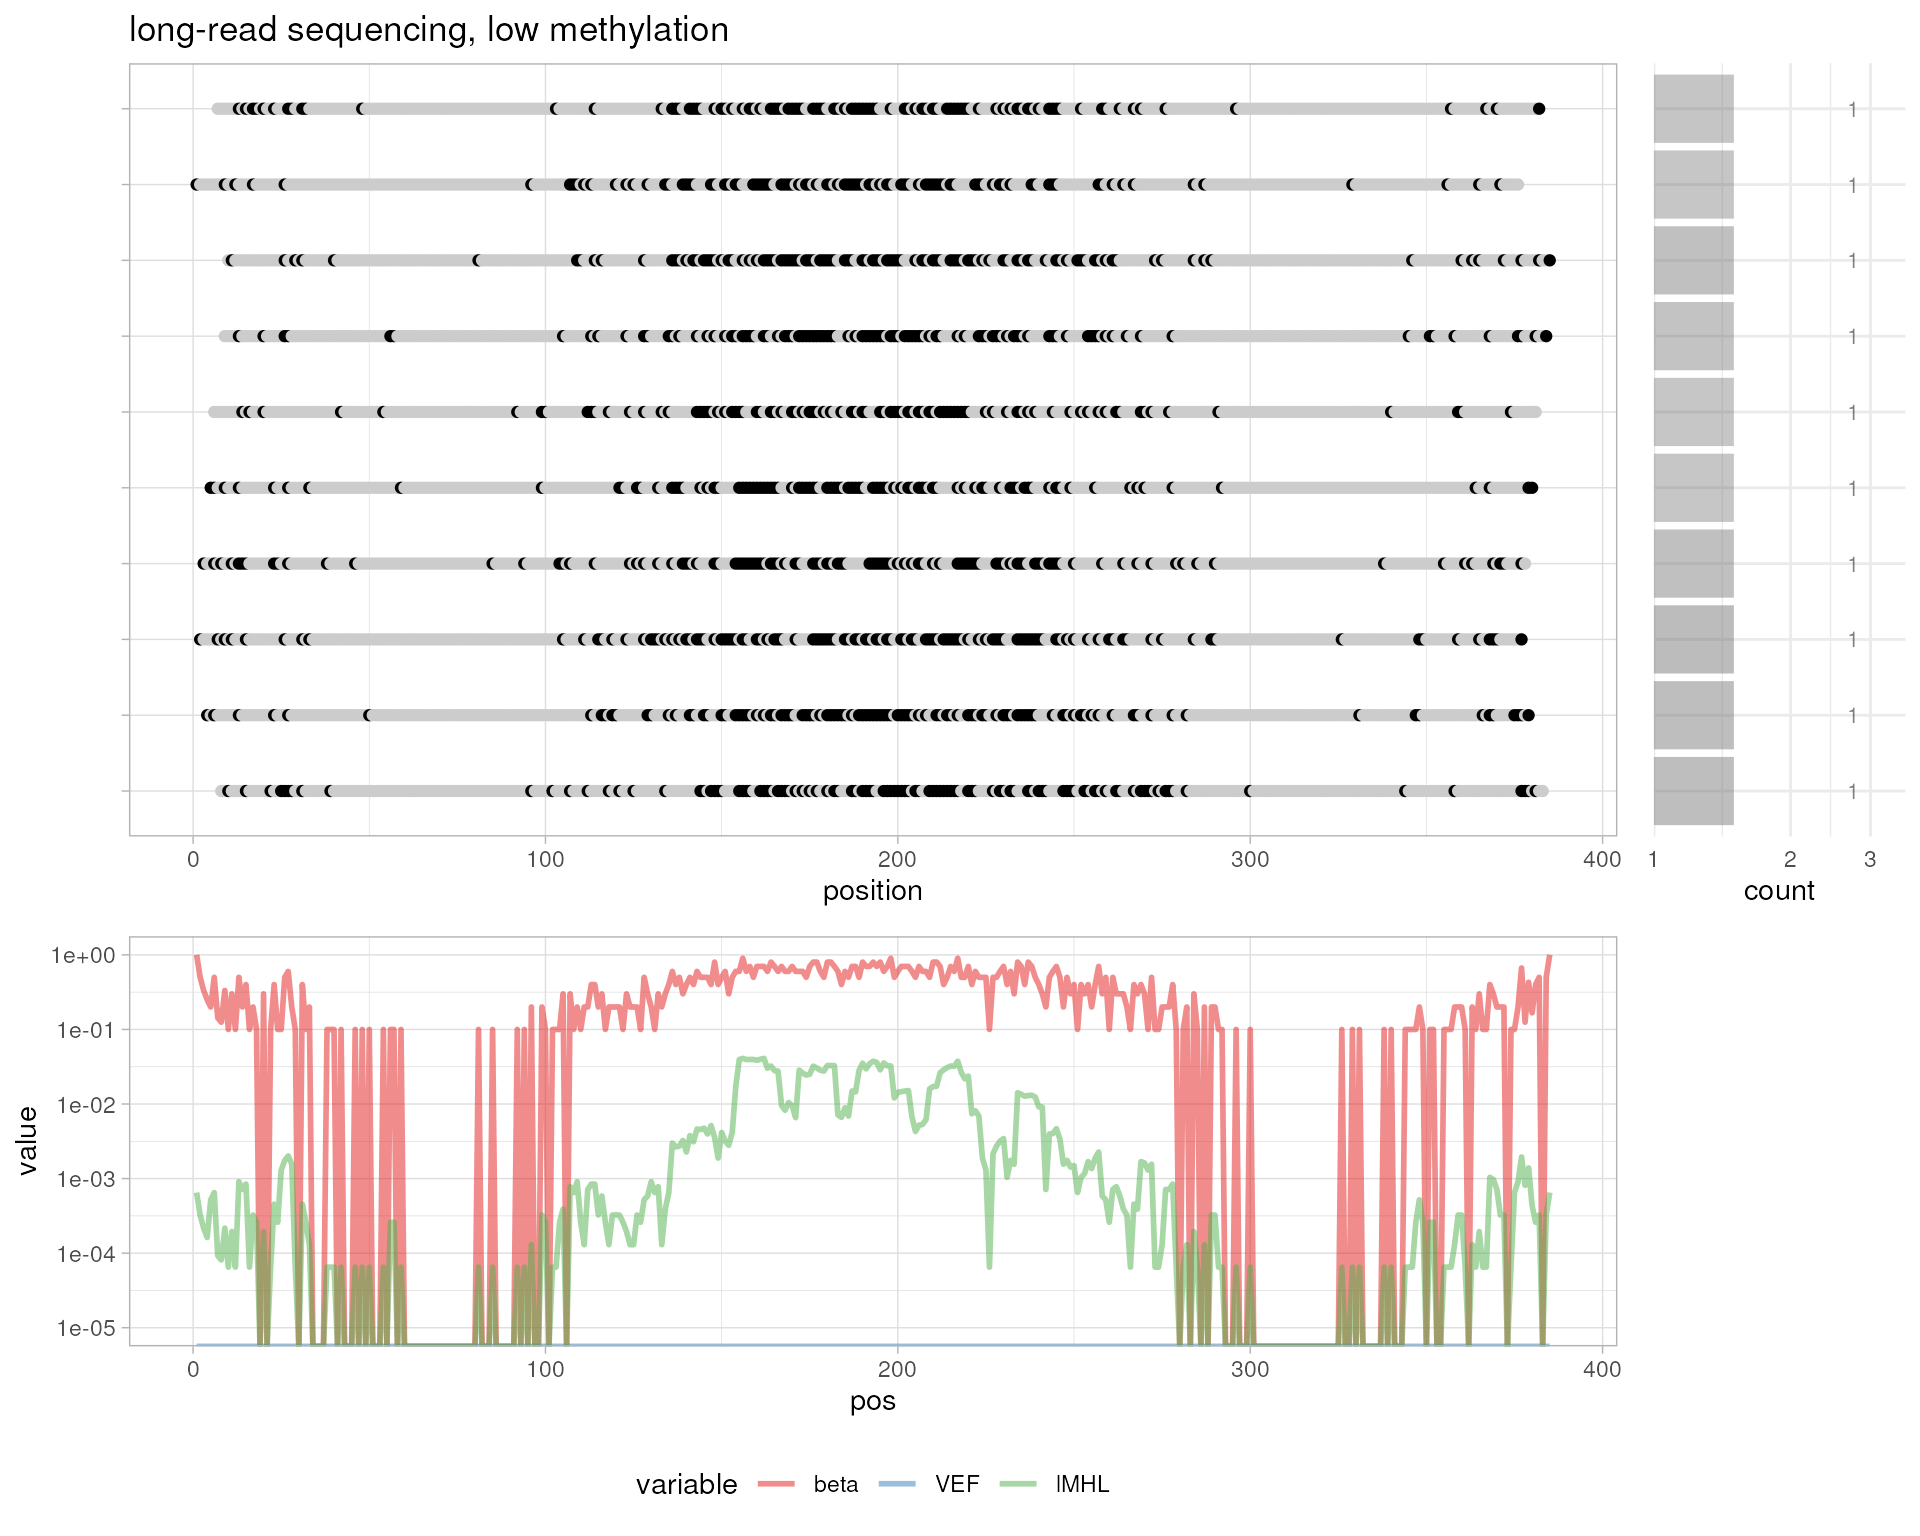 long-read sequencing, low methylation
1
1
1
1
1
1
1
1
1
1
0 100 200 300 400
position
1 2 3
count
1e+00
1e-01
1e-02
1e-03
1e-04
1e-05
value
0 100 200 300 400
pos
variable beta VEF lMHL